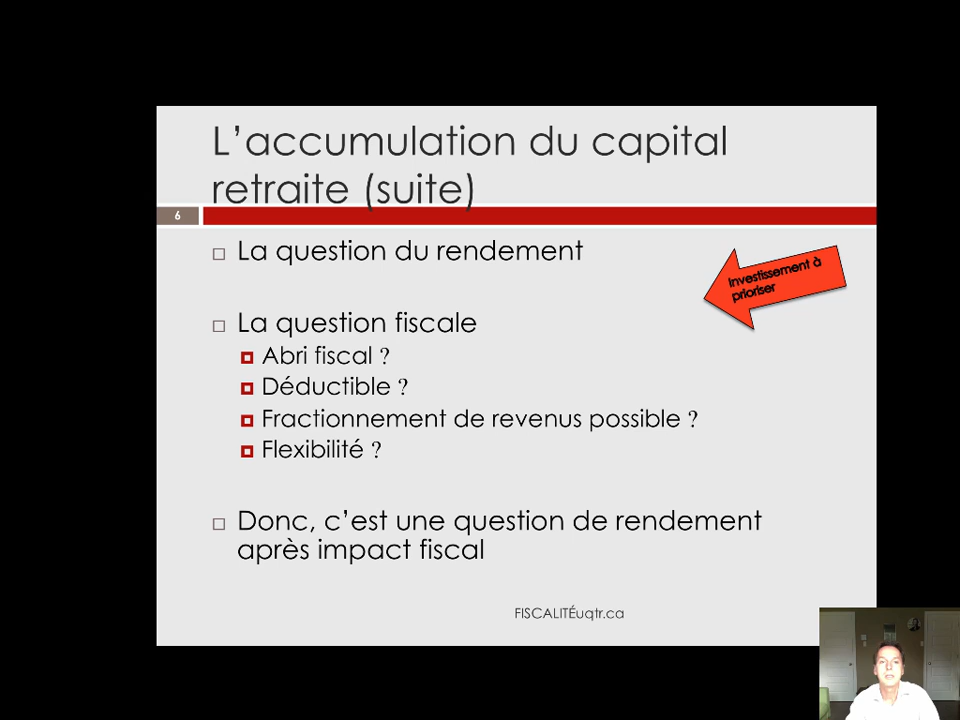 L’accumulation du capital
retraite (suite)
6
La question du rendement
Investissement à
prioriser
La question fiscale
Abri fiscal ?
Déductible ?
Fractionnement de revenus possible ?
Flexibilité ?
Donc, c’est une question de rendement
après impact fiscal
FISCALITÉuqtr.ca